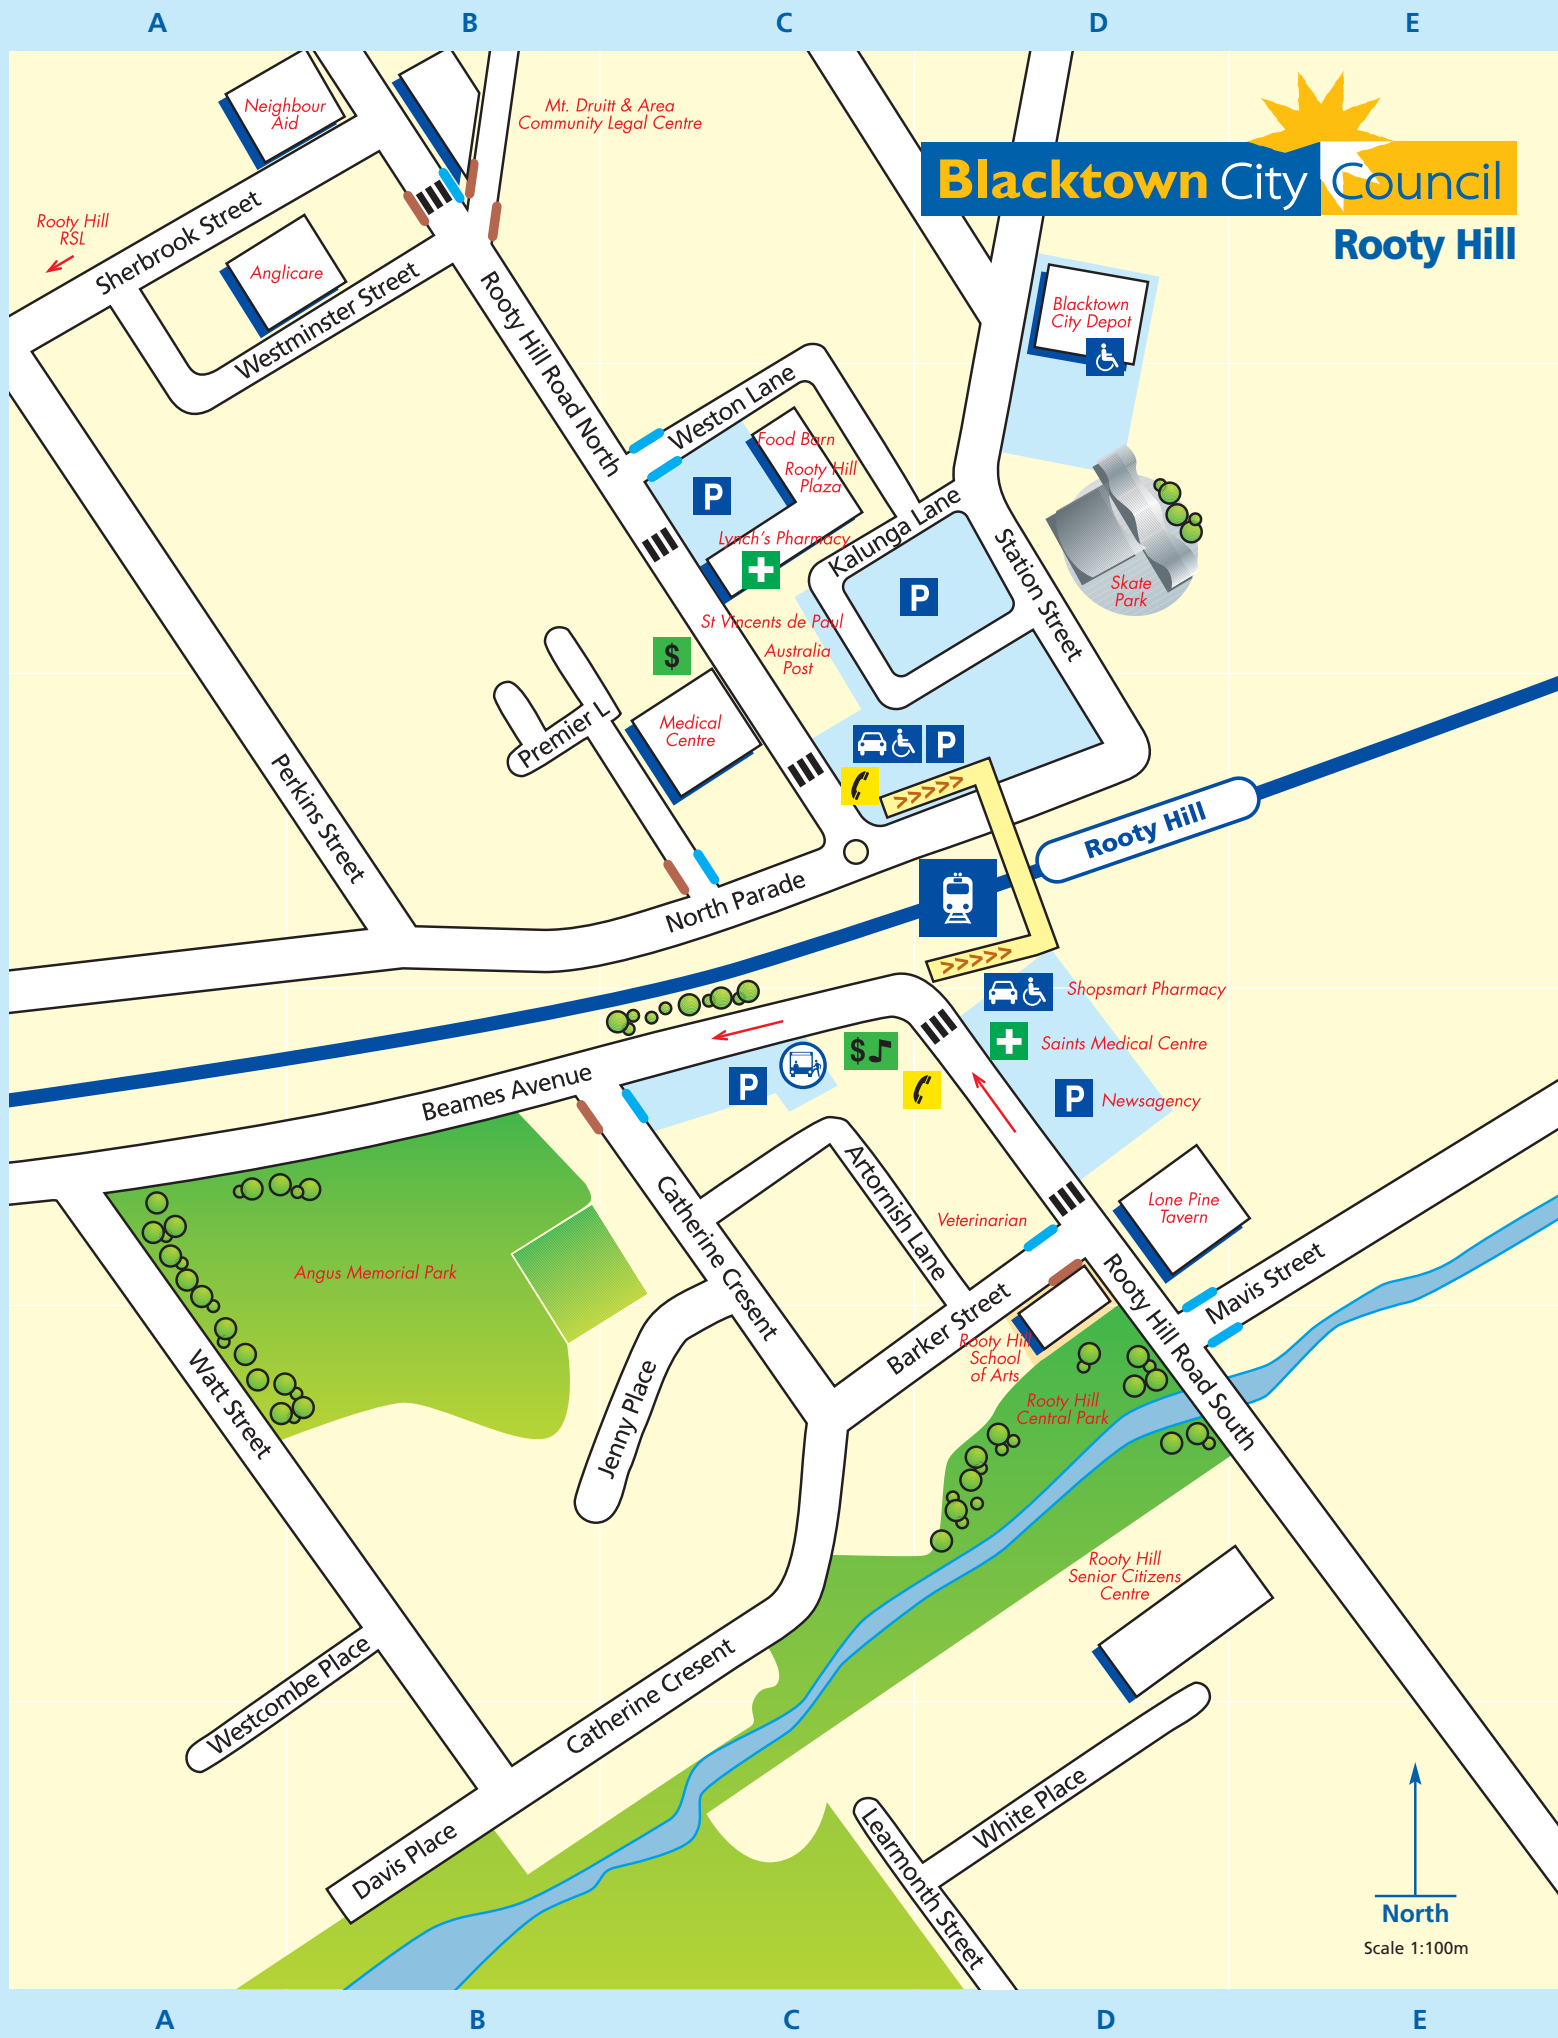 A B C D E
Neighbour
Aid
Mt. Druitt & Area
Community Legal Centre
Blacktown City Council
Rooty Hill
Rooty Hill
RSL
Sherbrook Street
Anglicare
Westminster Street
Rooty Hill Road North
Blacktown
City Depot
Weston Lane
Food Barn
Rooty Hill
Plaza
P
Lynch's Pharmacy
Kalunga Lane
P
Station Street
Skate
Park
St Vincents de Paul
Australia
Post
$
Medical
Centre
Premier L
P
Perkins Street
Rooty Hill
North Parade
>>>>>
>>>>>
Shopsmart Pharmacy
Saints Medical Centre
$
P
P
Newsagency
Beames Avenue
Artornish Lane
Catherine Cresent
Veterinarian
Lone Pine
Tavern
Mavis Street
Angus Memorial Park
Barker Street
Rooty Hill
School
of Arts
Rooty Hill Road South
Rooty Hill
Central Park
Watt Street
Jenny Place
Rooty Hill
Senior Citizens
Centre
Westcombe Place
Catherine Cresent
Davis Place
White Place
Learmonth Street
North
Scale 1:100m
A B C D E